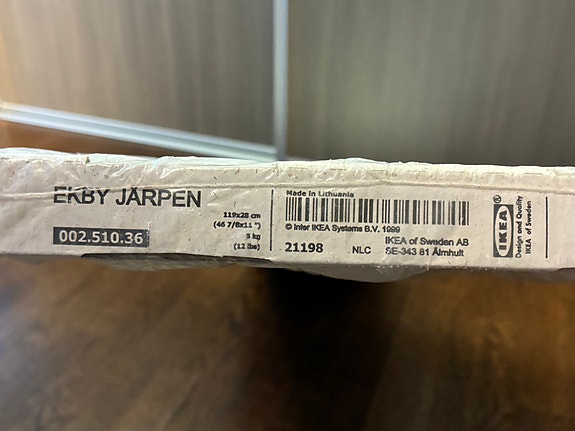 EKBY JÄRPEN
119x28 cm
(46 7/8x11 ")
5 kg
(12 lbs)
002.510.36
Made in Lithuania
© Inter IKEA Systems B.V. 1999
21198
NLC
IKEA of Sweden AB
SE-343 81 Älmhult
IKEA
®
Design and Quality
IKEA of Sweden